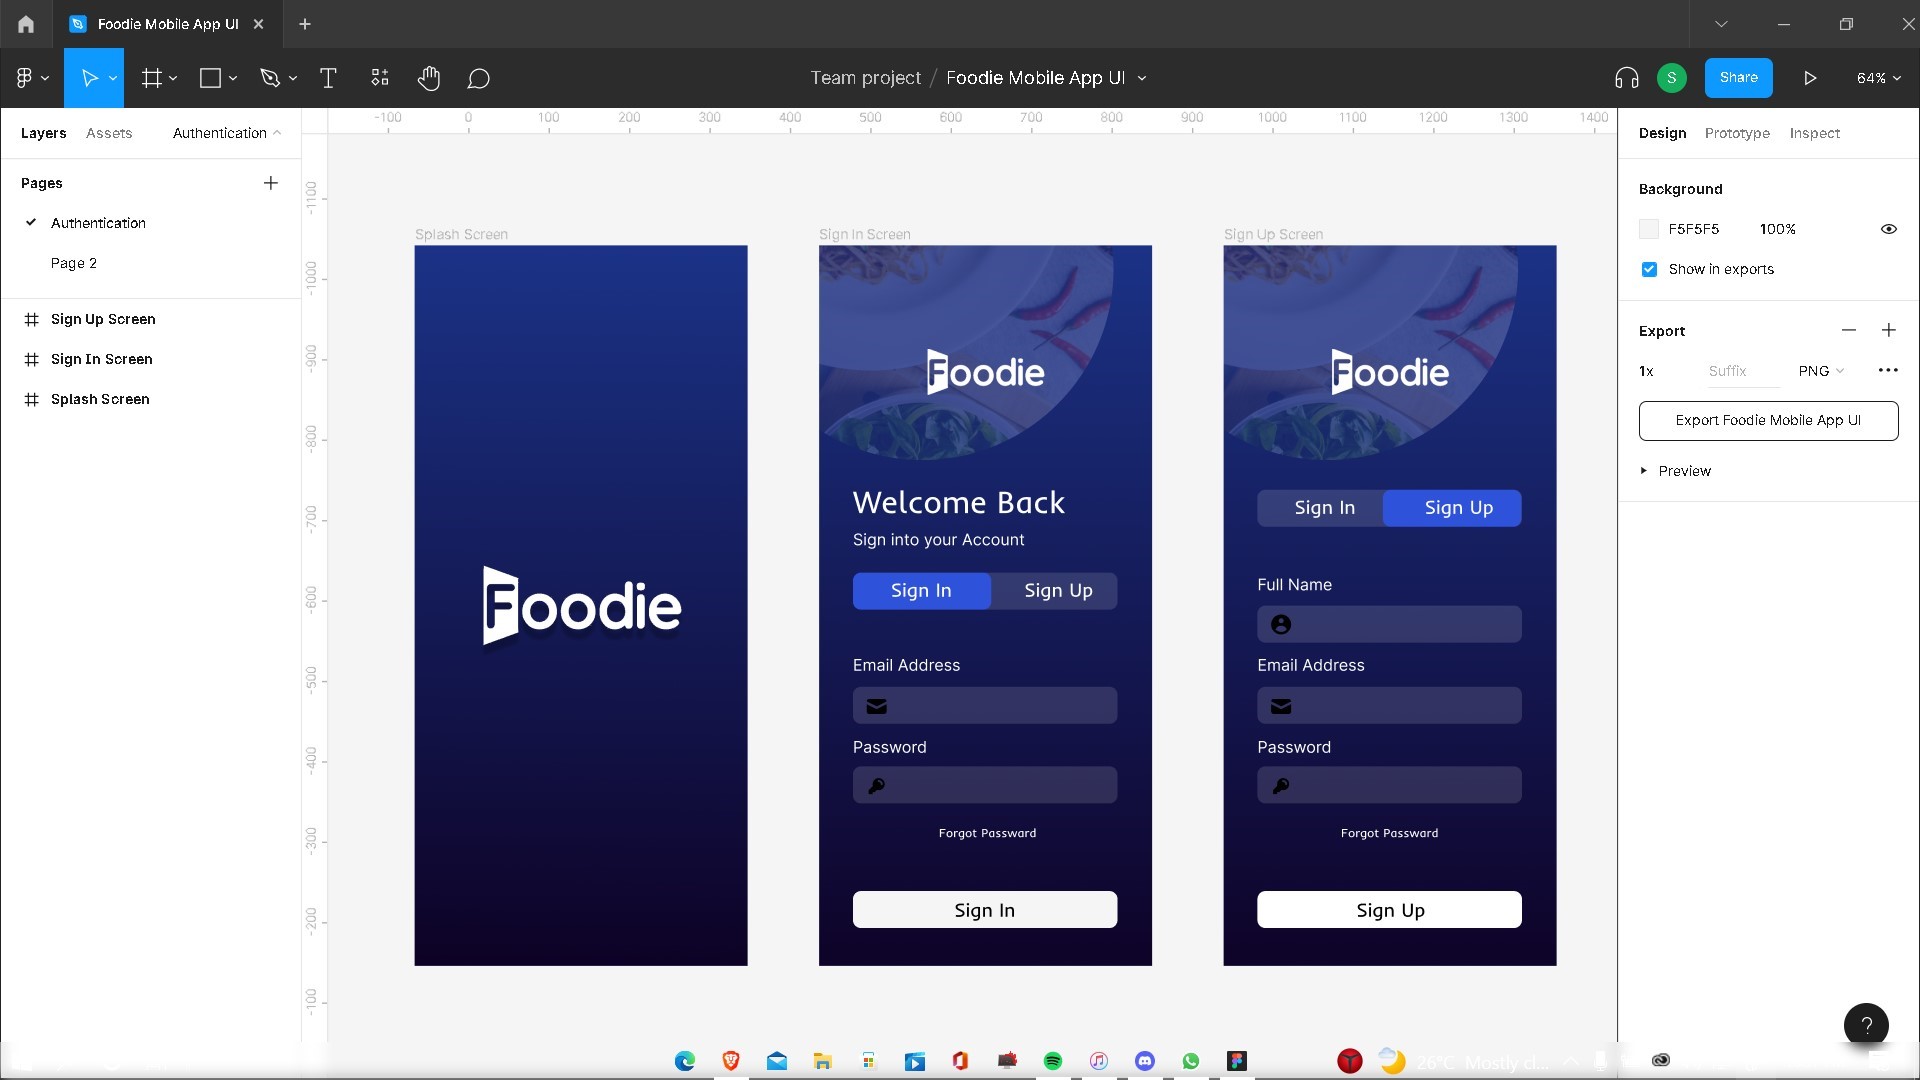 Foodie Mobile App UI
Team project / Foodie Mobile App UI
S
Share
64%
Layers Assets Authentication
-100 0 100 200 300 400 500 600 700 800 900 1000 1100 1200 1300 1400
Design Prototype Inspect
Pages
Authentication
Page 2
Sign Up Screen
Sign In Screen
Splash Screen
-1100
-1000
-900
-800
-700
-600
-500
-400
-300
-200
-100
Splash Screen
Foodie
Sign In Screen
Foodie
Welcome Back
Sign into your Account
Sign In Sign Up
Email Address
Password
Forgot Passward
Sign In
Sign Up Screen
Foodie
Sign In Sign Up
Full Name
Email Address
Password
Forgot Passward
Sign Up
Background
F5F5F5 100%
Show in exports
Export
1x Suffix PNG
Export Foodie Mobile App UI
Preview
?
26°C Mostly cl...